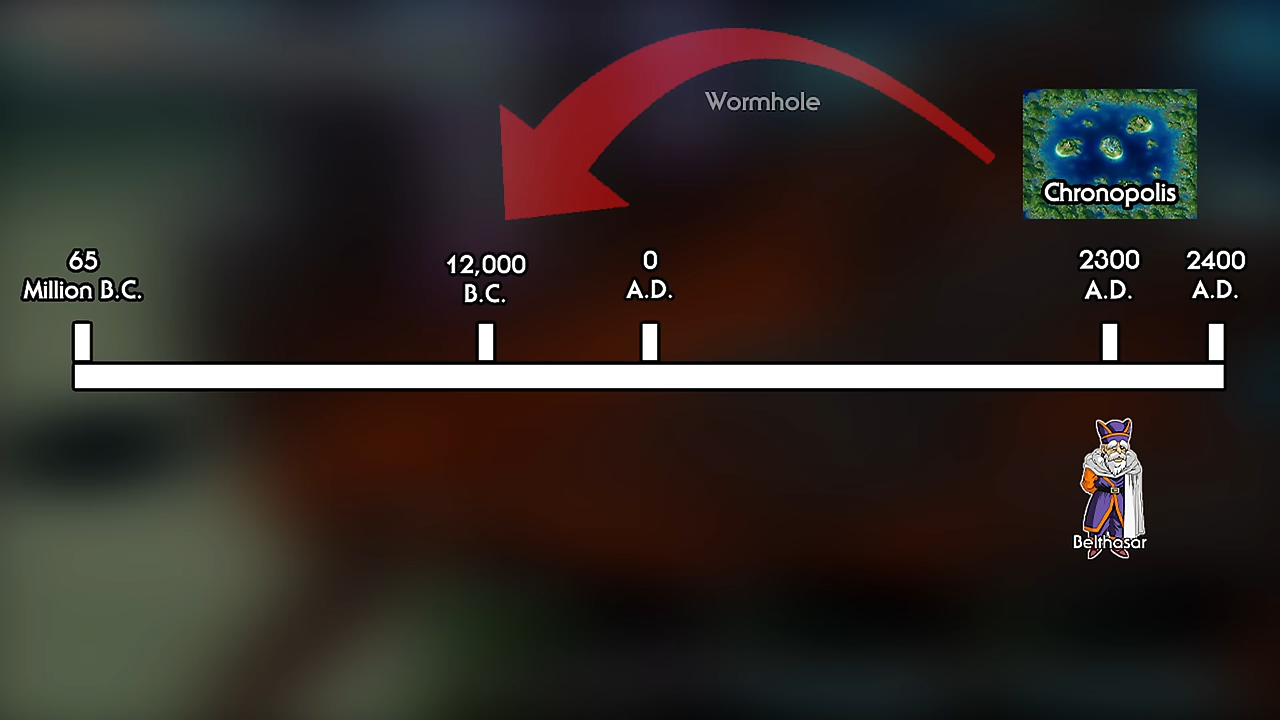 Wormhole
Chronopolis
65
Million B.C.
12,000
B.C.
0
A.D.
2300
A.D.
2400
A.D.
Belthasar